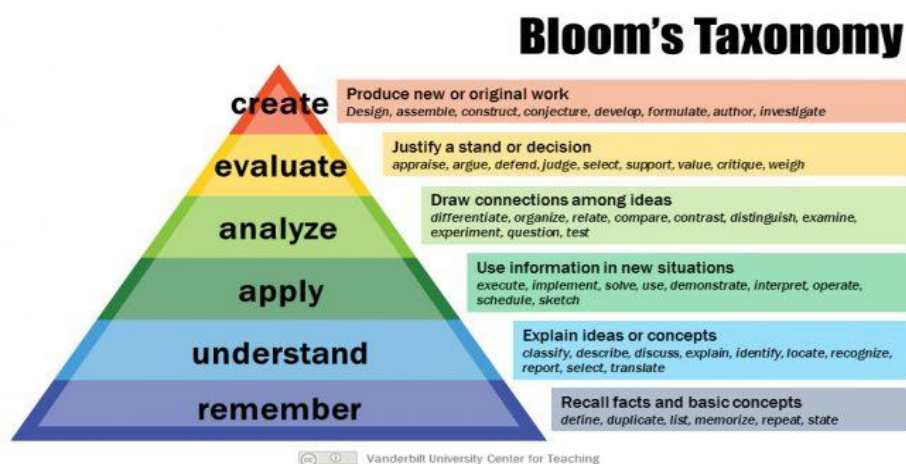 Bloom's Taxonomy
create
Produce new or original work
Design, assemble, construct, conjecture, develop, formulate, author, investigate
evaluate
Justify a stand or decision
appraise, argue, defend, judge, select, support, value, critique, weigh
analyze
Draw connections among ideas
differentiate, organize, relate, compare, contrast, distinguish, examine,
experiment, question, test
apply
Use information in new situations
execute, implement, solve, use, demonstrate, interpret, operate,
schedule, sketch
understand
Explain ideas or concepts
classify, describe, discuss, explain, identify, locate, recognize,
report, select, translate
remember
Recall facts and basic concepts
define, duplicate, list, memorize, repeat, state
cc Vanderbilt University Center for Teaching